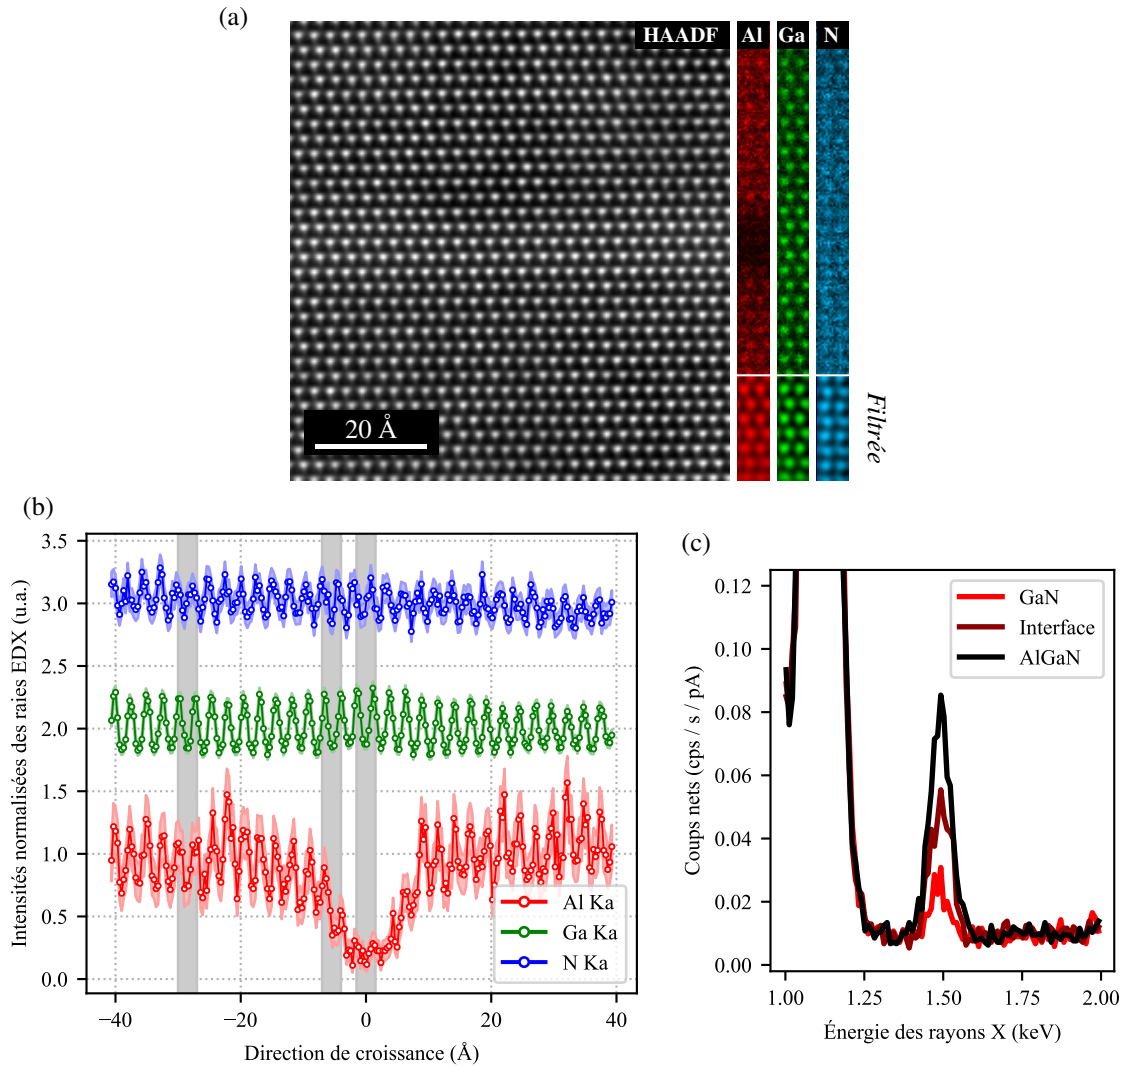 (a)
HAADF
Al
Ga
N
20 Å
Filtrée
(b)
Intensités normalisées des raies EDX (u.a.)
3.5
3.0
2.5
2.0
1.5
1.0
0.5
0.0
Al Ka
Ga Ka
N Ka
−40
−20
0
20
40
Direction de croissance (Å)
(c)
Coups nets (cps / s / pA)
0.12
0.10
0.08
0.06
0.04
0.02
0.00
GaN
Interface
AlGaN
1.00
1.25
1.50
1.75
2.00
Énergie des rayons X (keV)